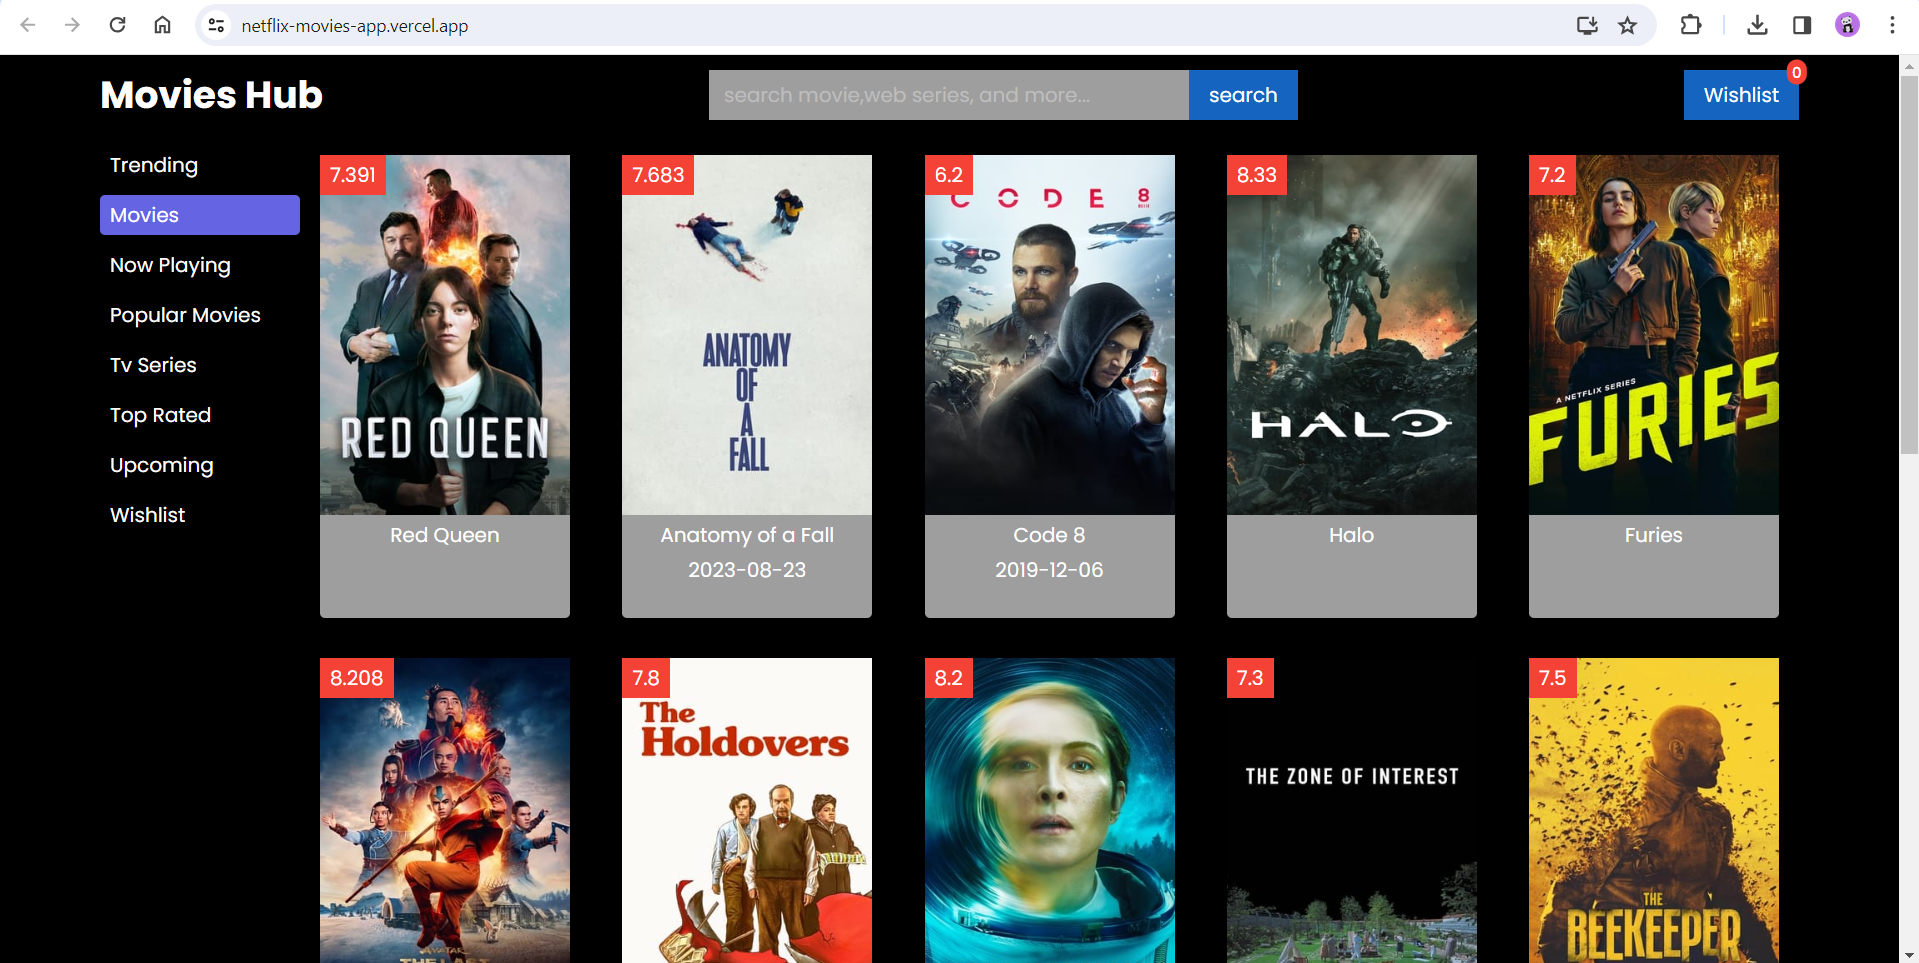 netflix-movies-app.vercel.app
Movies Hub
search movie,web series, and more...
search
Wishlist
0
Trending
Movies
Now Playing
Popular Movies
Tv Series
Top Rated
Upcoming
Wishlist
7.391
RED QUEEN
Red Queen
7.683
ANATOMY
OF
A
FALL
Anatomy of a Fall
2023-08-23
6.2
CODE 8
Code 8
2019-12-06
8.33
HALO
Halo
7.2
A NETFLIX SERIES
FURIES
Furies
8.208
AVATAR
THE LAST
7.8
The
Holdovers
8.2
7.3
THE ZONE OF INTEREST
7.5
THE
BEEKEEPER